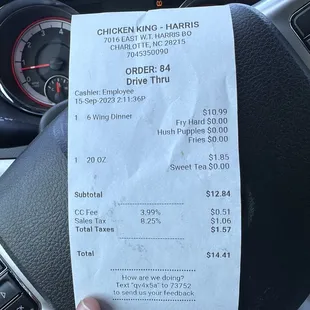 CHICKEN KING - HARRIS
7016 EAST W.T. HARRIS BO
CHARLOTTE, NC 28215
7045350090
ORDER: 84
Drive Thru
Cashier: Employee
15-Sep-2023 2:11:36P
1 6 Wing Dinner $10.99
Fry Hard $0.00
Hush Puppies $0.00
Fries $0.00
1 20 OZ $1.85
Sweet Tea $0.00
Subtotal $12.84
CC Fee 3.99% $0.51
Sales Tax 8.25% $1.06
Total Taxes $1.57
Total $14.41
How are we doing?
Text "qv4x5a" to 73752
to send us your feedback